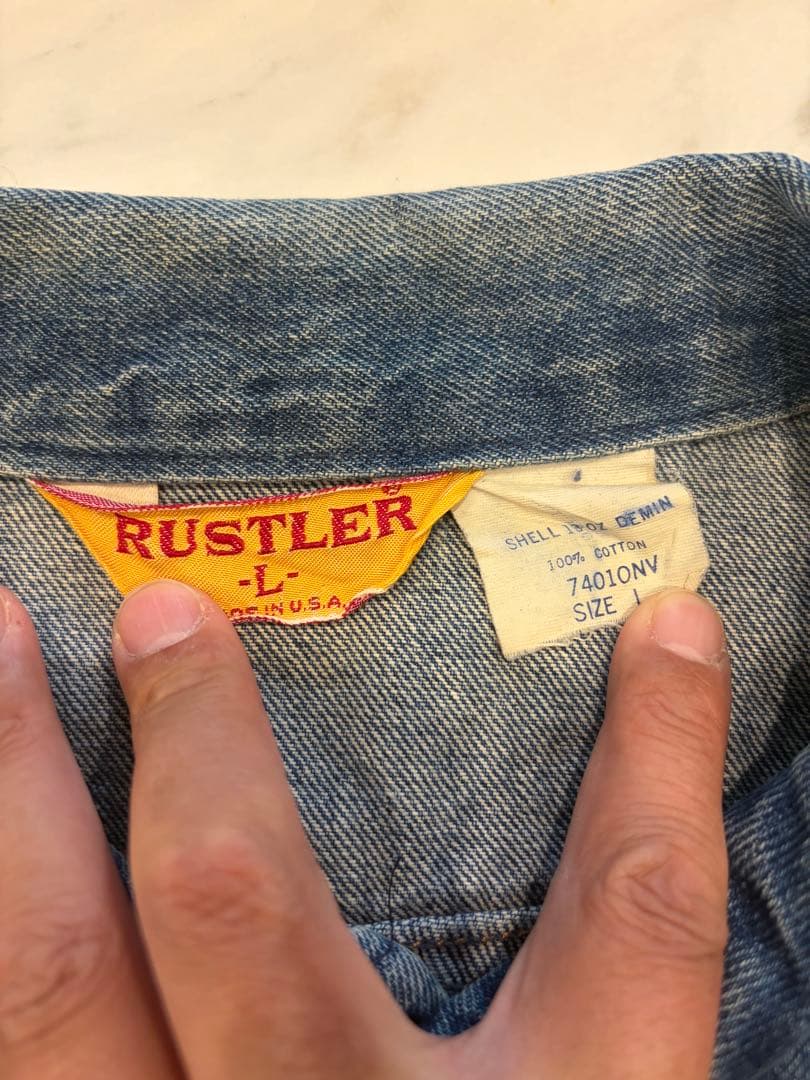 RUSTLER®
-L-
IN U.S.A.
SHELL OZ DEMIN
100% COTTON
74010NV
SIZE